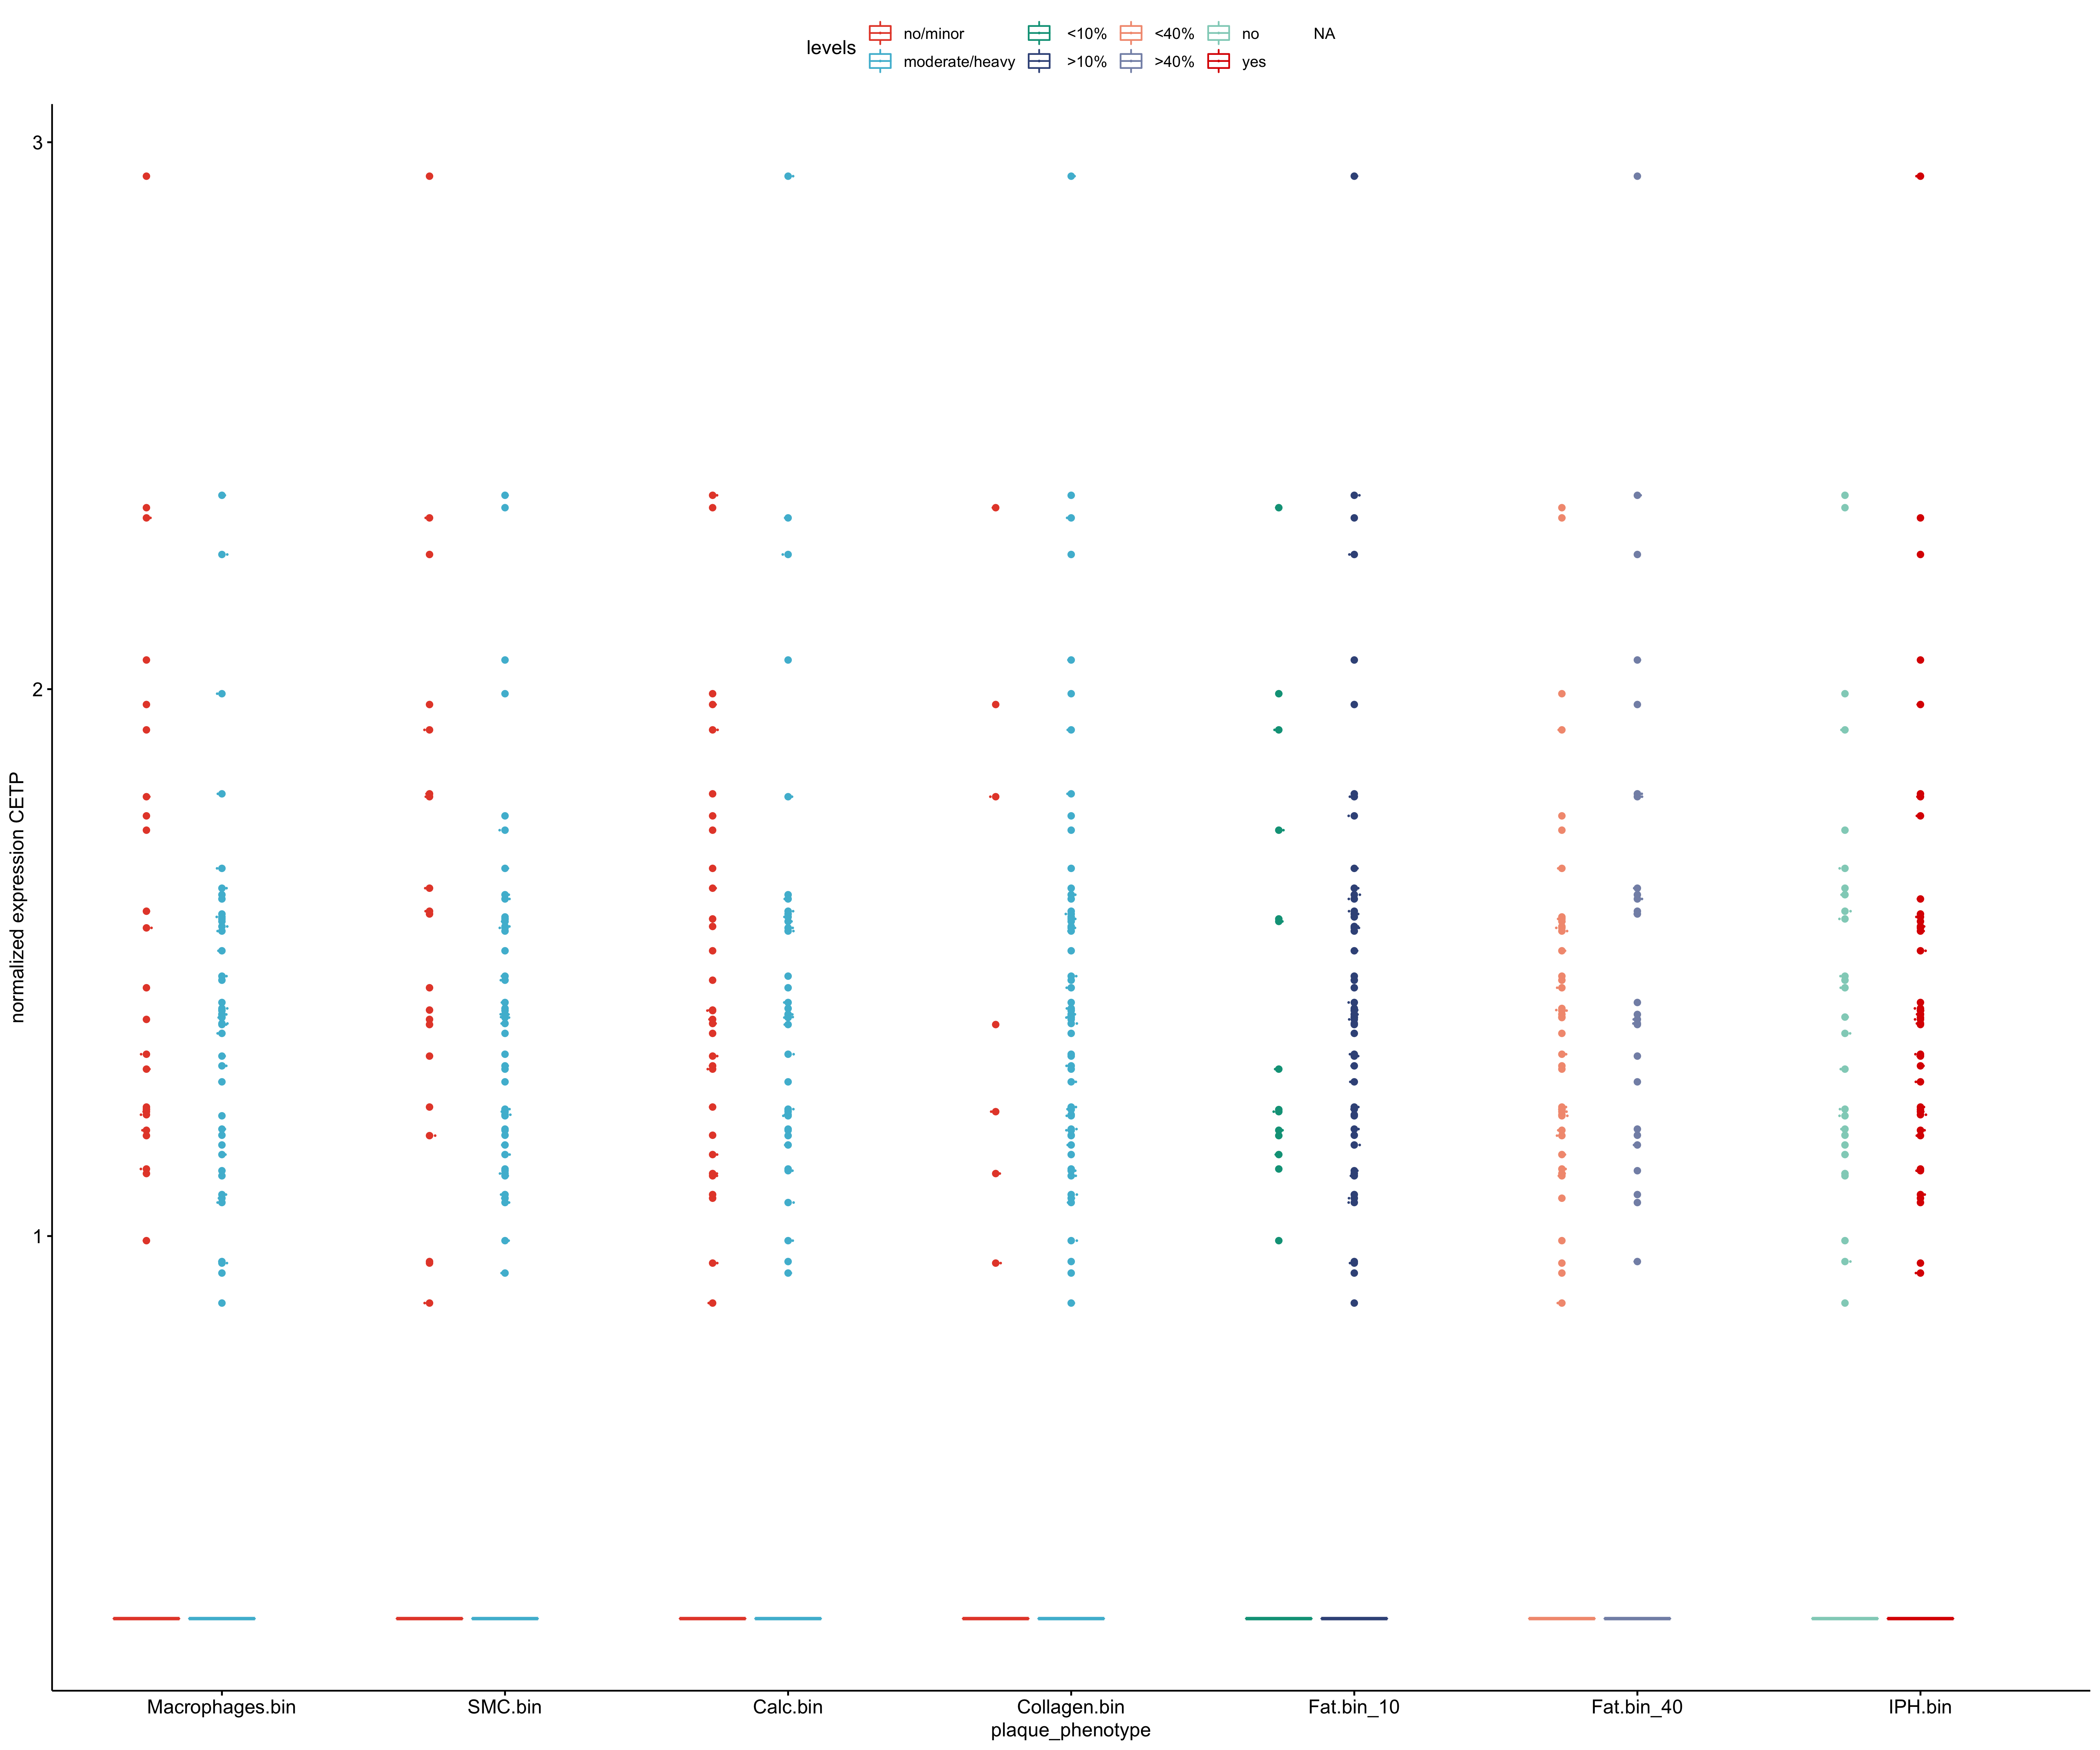 levels
no/minor <10% <40% no NA
moderate/heavy >10% >40% yes
normalized expression CETP
3
2
1
Macrophages.bin SMC.bin Calc.bin Collagen.bin Fat.bin_10 Fat.bin_40 IPH.bin
plaque_phenotype